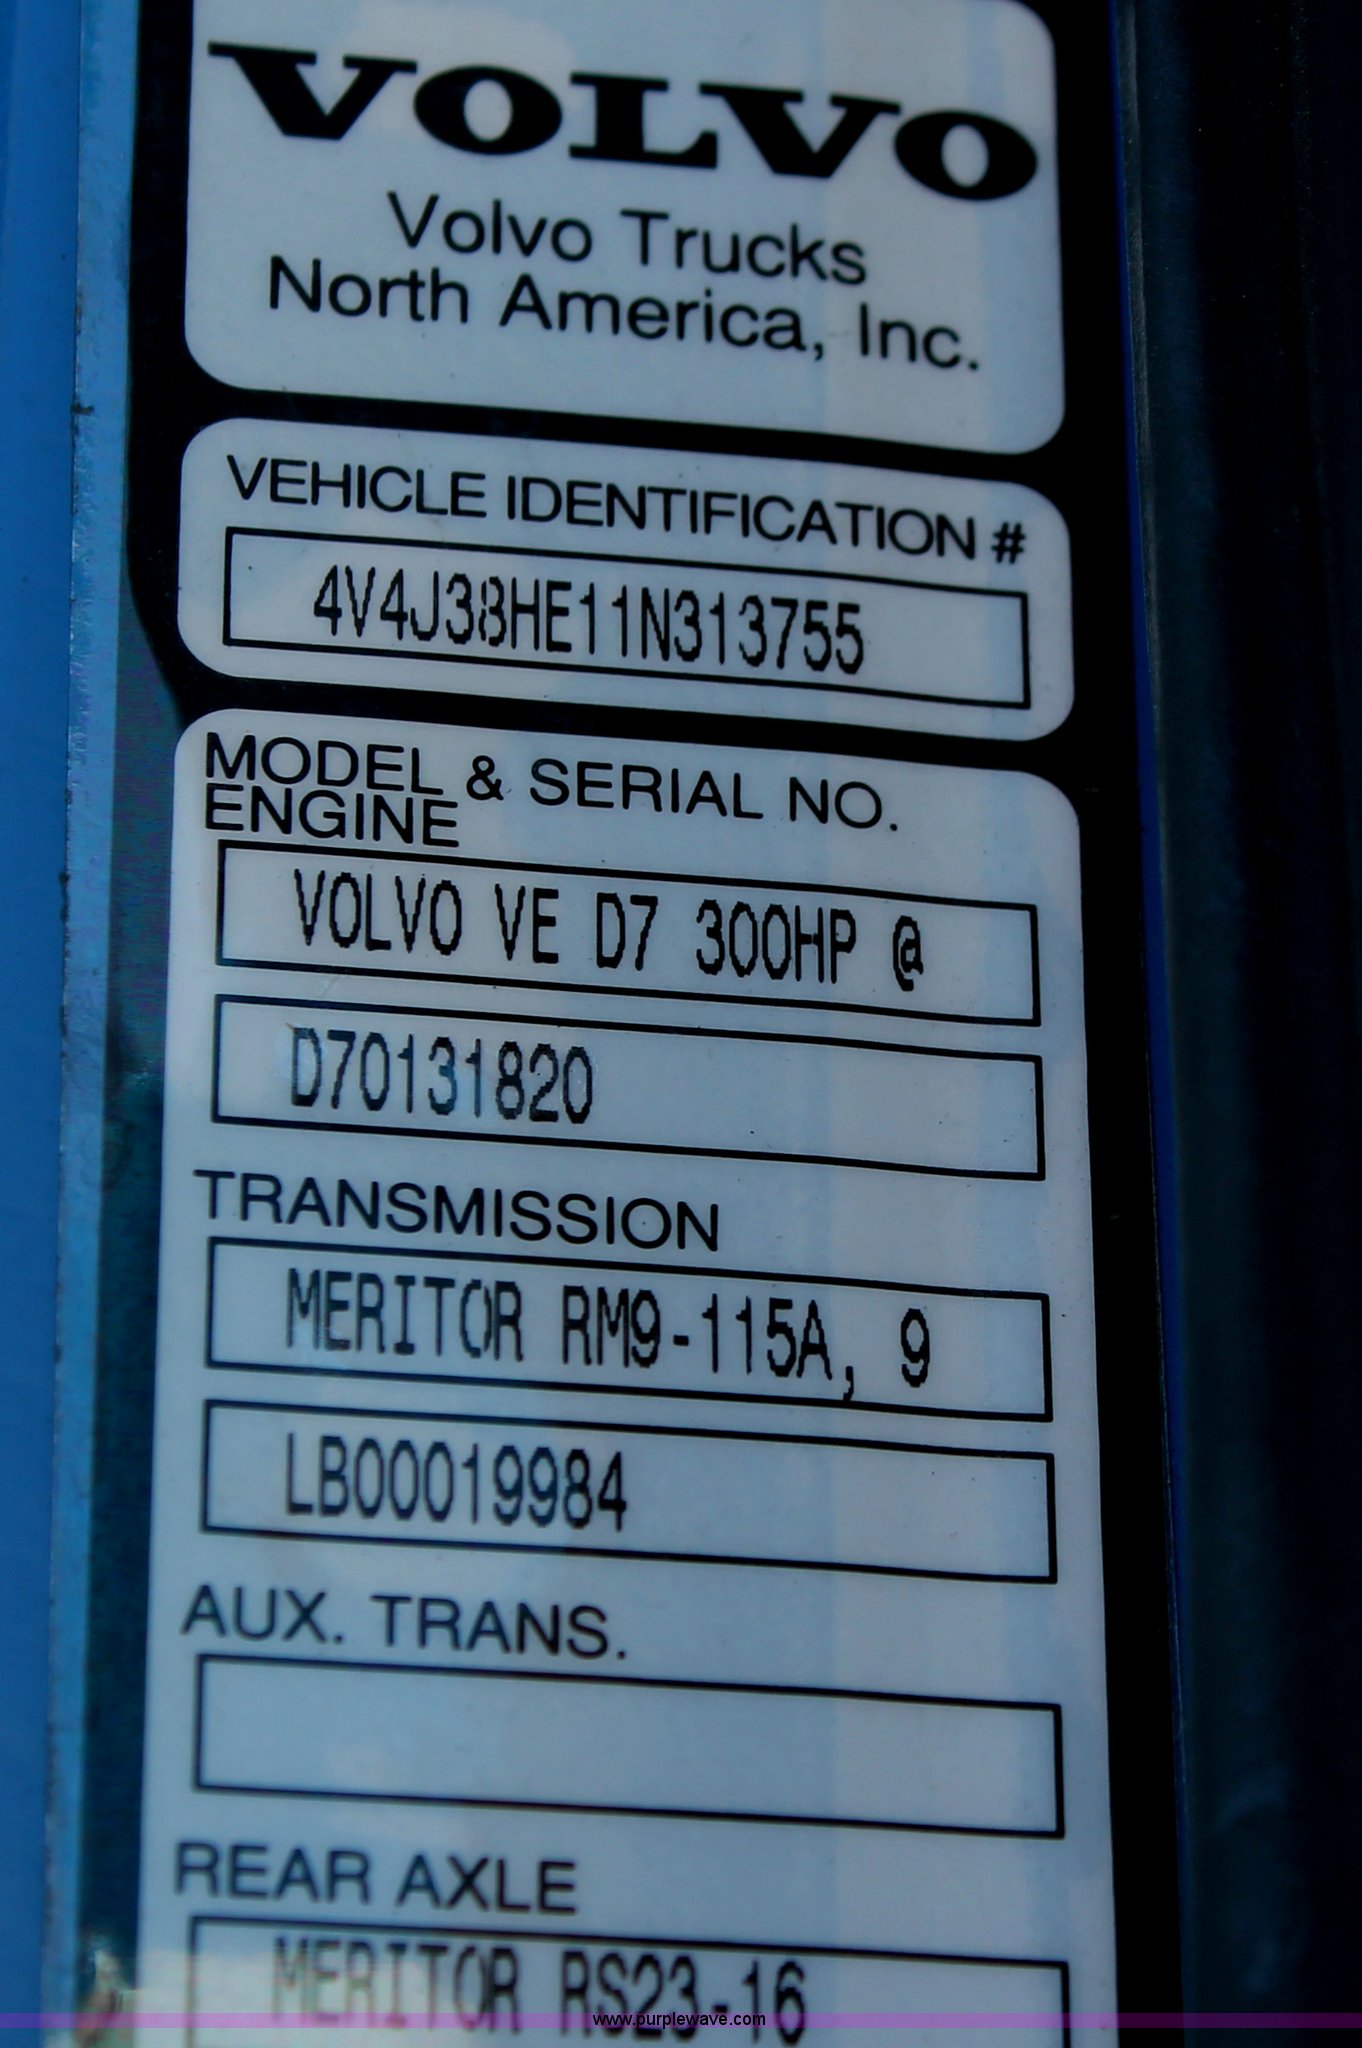 VOLVO
Volvo Trucks
North America, Inc.
VEHICLE IDENTIFICATION #
4V4J38HE11N313755
MODEL & SERIAL NO.
ENGINE
VOLVO VE D7 300HP @
D70131820
TRANSMISSION
MERITOR RM9-115A, 9
LB00019984
AUX. TRANS.
REAR AXLE
MERITOR RS23-16
www.purplewave.com